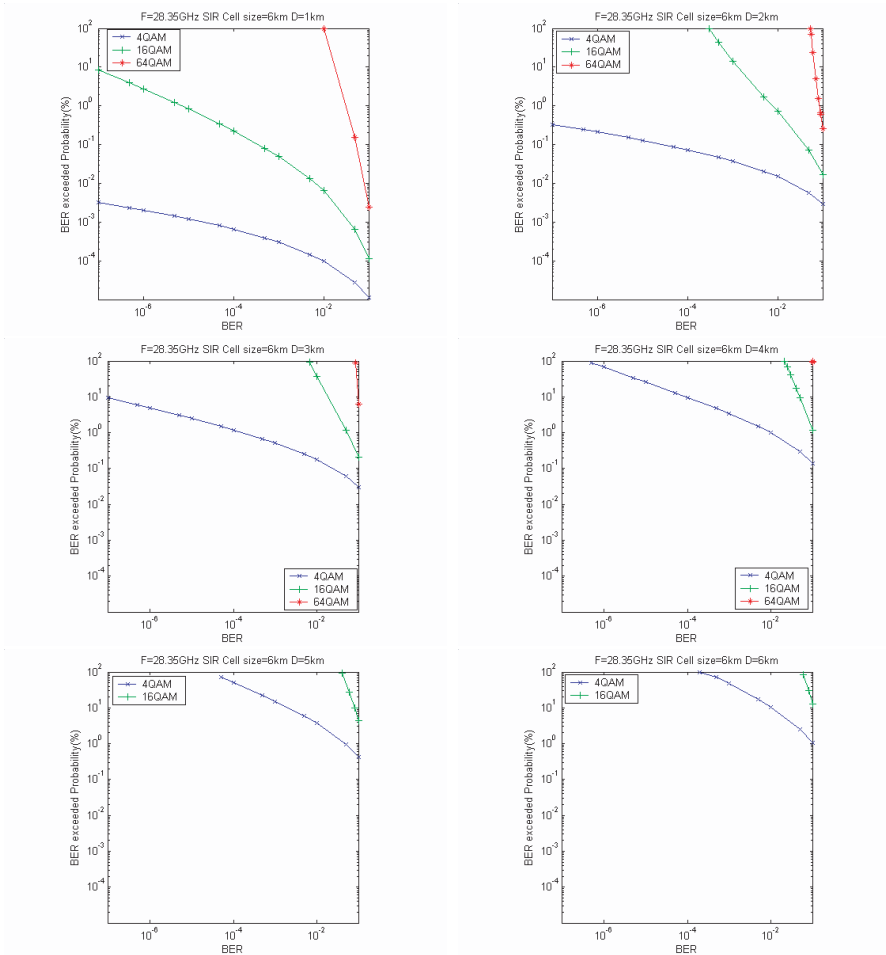 F=28.35GHz SIR Cell size=6km D=1km
4QAM
16QAM
64QAM
10^2
10^1
10^0
10^-1
10^-2
10^-3
10^-4
BER exceeded Probability(%)
10^-6
10^-4
10^-2
BER
F=28.35GHz SIR Cell size=6km D=2km
4QAM
16QAM
64QAM
10^2
10^1
10^0
10^-1
10^-2
10^-3
10^-4
BER exceeded Probability(%)
10^-6
10^-4
10^-2
BER
F=28.35GHz SIR Cell size=6km D=3km
10^2
10^1
10^0
10^-1
10^-2
10^-3
10^-4
BER exceeded Probability(%)
4QAM
16QAM
64QAM
10^-6
10^-4
10^-2
BER
F=28.35GHz SIR Cell size=6km D=4km
10^2
10^1
10^0
10^-1
10^-2
10^-3
10^-4
BER exceeded Probability(%)
4QAM
16QAM
64QAM
10^-6
10^-4
10^-2
BER
F=28.35GHz SIR Cell size=6km D=5km
4QAM
16QAM
10^2
10^1
10^0
10^-1
10^-2
10^-3
10^-4
BER exceeded Probability(%)
10^-6
10^-4
10^-2
BER
F=28.35GHz SIR Cell size=6km D=6km
4QAM
16QAM
10^2
10^1
10^0
10^-1
10^-2
10^-3
10^-4
BER exceeded Probability(%)
10^-6
10^-4
10^-2
BER